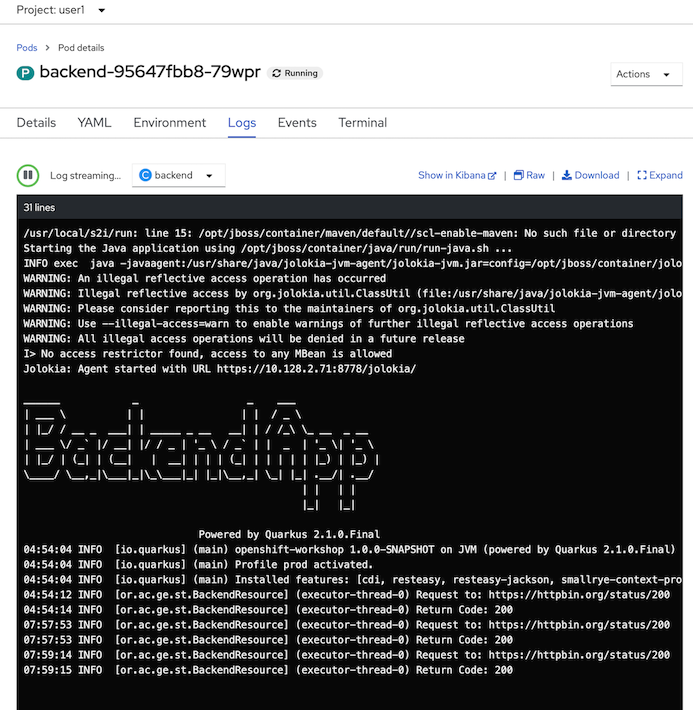 Project: user1
Pods > Pod details
P backend-95647fbb8-79wpr Running
Actions
Details YAML Environment Logs Events Terminal
Log streaming... C backend Show in Kibana | Raw | Download | Expand
31 lines
/usr/local/s2i/run: line 15: /opt/jboss/container/maven/default//scl-enable-maven: No such file or directory
Starting the Java application using /opt/jboss/container/java/run/run-java.sh ...
INFO exec  java -javaagent:/usr/share/java/jolokia-jvm-agent/jolokia-jvm.jar=config=/opt/jboss/container/jolo
WARNING: An illegal reflective access operation has occurred
WARNING: Illegal reflective access by org.jolokia.util.ClassUtil (file:/usr/share/java/jolokia-jvm-agent/jolo
WARNING: Please consider reporting this to the maintainers of org.jolokia.util.ClassUtil
WARNING: Use --illegal-access=warn to enable warnings of further illegal reflective access operations
WARNING: All illegal access operations will be denied in a future release
I> No access restrictor found, access to any MBean is allowed
Jolokia: Agent started with URL https://10.128.2.71:8778/jolokia/
Backend App
Powered by Quarkus 2.1.0.Final
04:54:04 INFO  [io.quarkus] (main) openshift-workshop 1.0.0-SNAPSHOT on JVM (powered by Quarkus 2.1.0.Final)
04:54:04 INFO  [io.quarkus] (main) Profile prod activated.
04:54:04 INFO  [io.quarkus] (main) Installed features: [cdi, resteasy, resteasy-jackson, smallrye-context-pro
04:54:12 INFO  [or.ac.ge.st.BackendResource] (executor-thread-0) Request to: https://httpbin.org/status/200
04:54:14 INFO  [or.ac.ge.st.BackendResource] (executor-thread-0) Return Code: 200
07:57:53 INFO  [or.ac.ge.st.BackendResource] (executor-thread-0) Request to: https://httpbin.org/status/200
07:57:53 INFO  [or.ac.ge.st.BackendResource] (executor-thread-0) Return Code: 200
07:59:14 INFO  [or.ac.ge.st.BackendResource] (executor-thread-0) Request to: https://httpbin.org/status/200
07:59:15 INFO  [or.ac.ge.st.BackendResource] (executor-thread-0) Return Code: 200